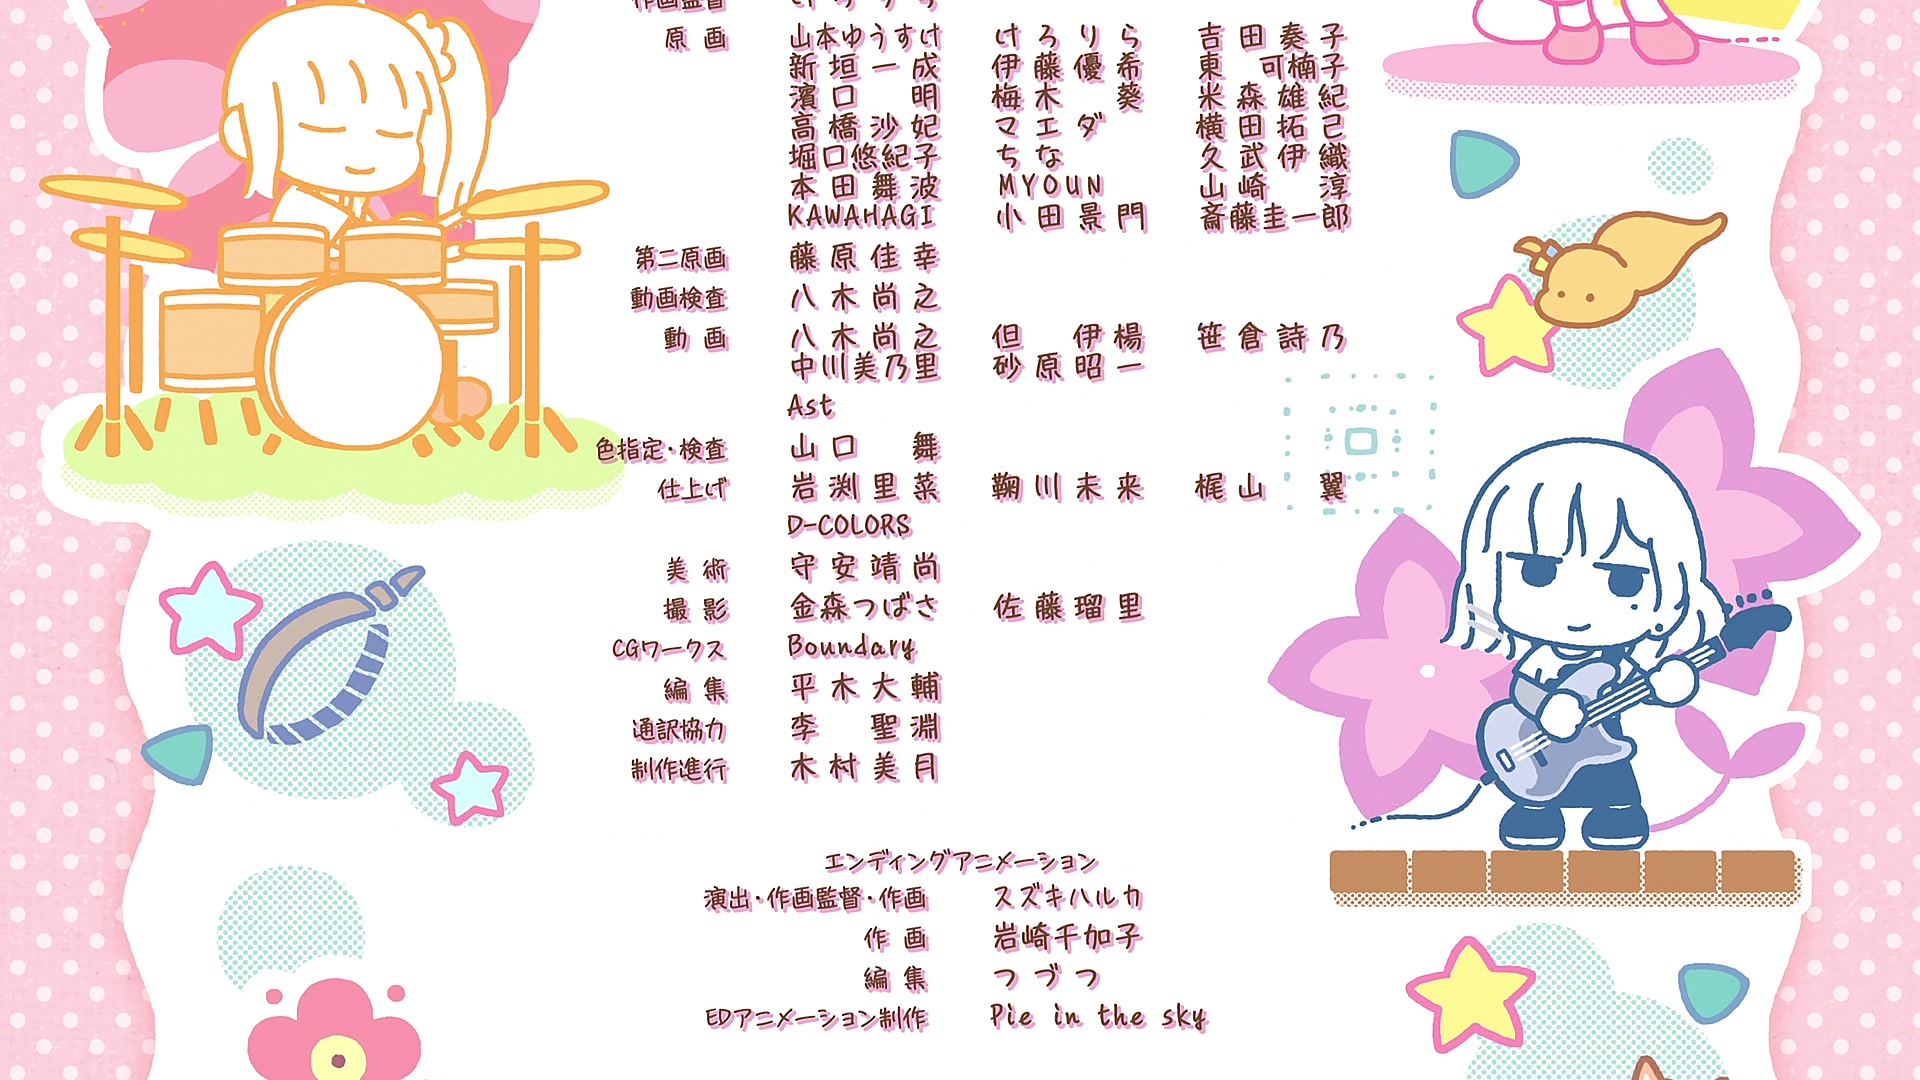 作画監督 けろりら
原画 山本ゆうすけ けろりら 吉田奏子
新垣一成 伊藤優希 東 可楠子
濱口 明 梅木 葵 米森雄紀
高橋沙妃 マエダ 横田拓己
堀口悠紀子 ちな 久武伊織
本田舞波 MYOUN 山崎 淳
KAWAHAGI 小田景門 斎藤圭一郎
第二原画 藤原佳幸
動画検査 八木尚之
動画 八木尚之 但 伊楊 笹倉詩乃
中川美乃里 砂原昭一
Ast
色指定・検査 山口 舞
仕上げ 岩渕里菜 鞠川未来 梶山 翼
D-COLORS
美術 守安靖尚
撮影 金森つばさ 佐藤瑠里
CGワークス Boundary
編集 平木大輔
通訳協力 李 聖淵
制作進行 木村美月
エンディングアニメーション
演出・作画監督・作画 スズキハルカ
作画 岩崎千加子
編集 つづつ
EDアニメーション制作 Pie in the sky